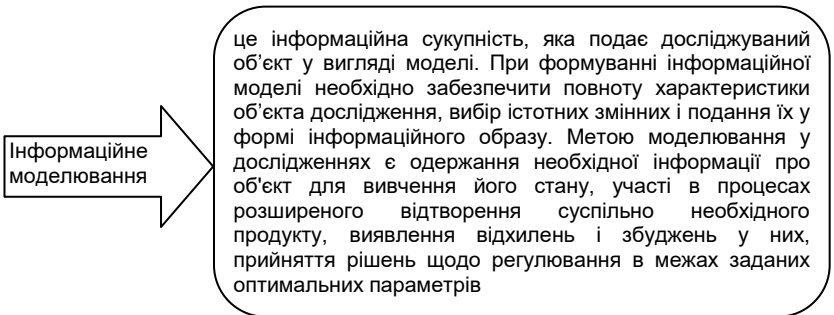 Інформаційне
моделювання
це інформаційна сукупність, яка подає досліджуваний
об’єкт у вигляді моделі. При формуванні інформаційної
моделі необхідно забезпечити повноту характеристики
об’єкта дослідження, вибір істотних змінних і подання їх у
формі інформаційного образу. Метою моделювання у
дослідженнях є одержання необхідної інформації про
об'єкт для вивчення його стану, участі в процесах
розширеного відтворення суспільно необхідного
продукту, виявлення відхилень і збуджень у них,
прийняття рішень щодо регулювання в межах заданих
оптимальних параметрів